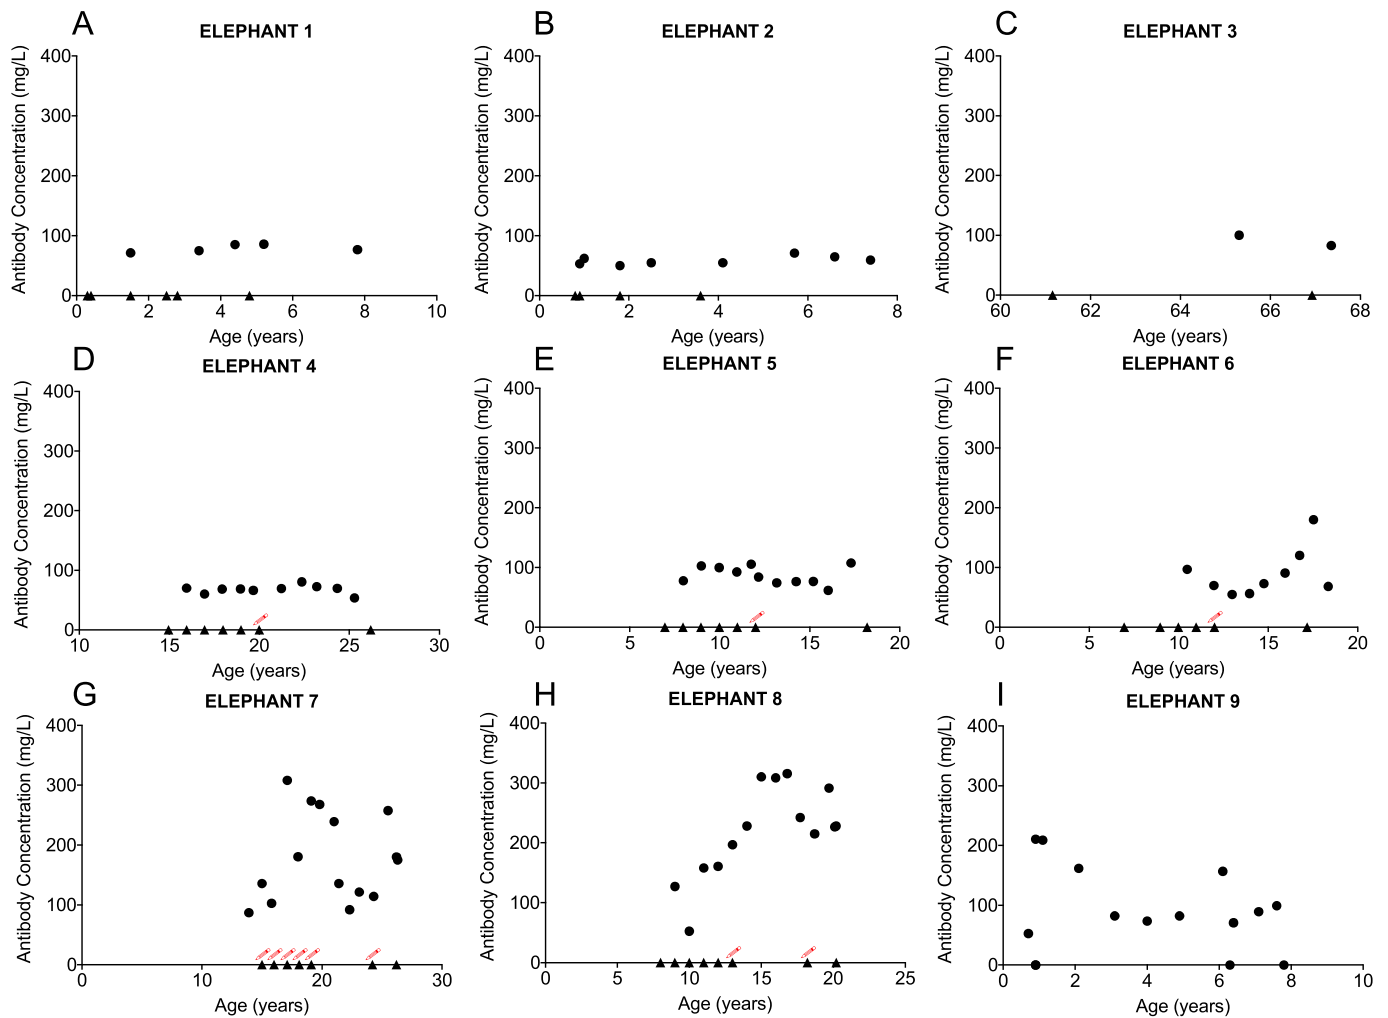 A
ELEPHANT 1
Antibody Concentration (mg/L)
400
300
200
100
0
0 2 4 6 8 10
Age (years)
B
ELEPHANT 2
Antibody Concentration (mg/L)
400
300
200
100
0
0 2 4 6 8
Age (years)
C
ELEPHANT 3
Antibody Concentration (mg/L)
400
300
200
100
0
60 62 64 66 68
Age (years)
D
ELEPHANT 4
Antibody Concentration (mg/L)
400
300
200
100
0
10 15 20 25 30
Age (years)
E
ELEPHANT 5
Antibody Concentration (mg/L)
400
300
200
100
0
0 5 10 15 20
Age (years)
F
ELEPHANT 6
Antibody Concentration (mg/L)
400
300
200
100
0
0 5 10 15 20
Age (years)
G
ELEPHANT 7
Antibody Concentration (mg/L)
400
300
200
100
0
0 10 20 30
Age (years)
H
ELEPHANT 8
Antibody Concentration (mg/L)
400
300
200
100
0
0 5 10 15 20 25
Age (years)
I
ELEPHANT 9
Antibody Concentration (mg/L)
400
300
200
100
0
0 2 4 6 8 10
Age (years)